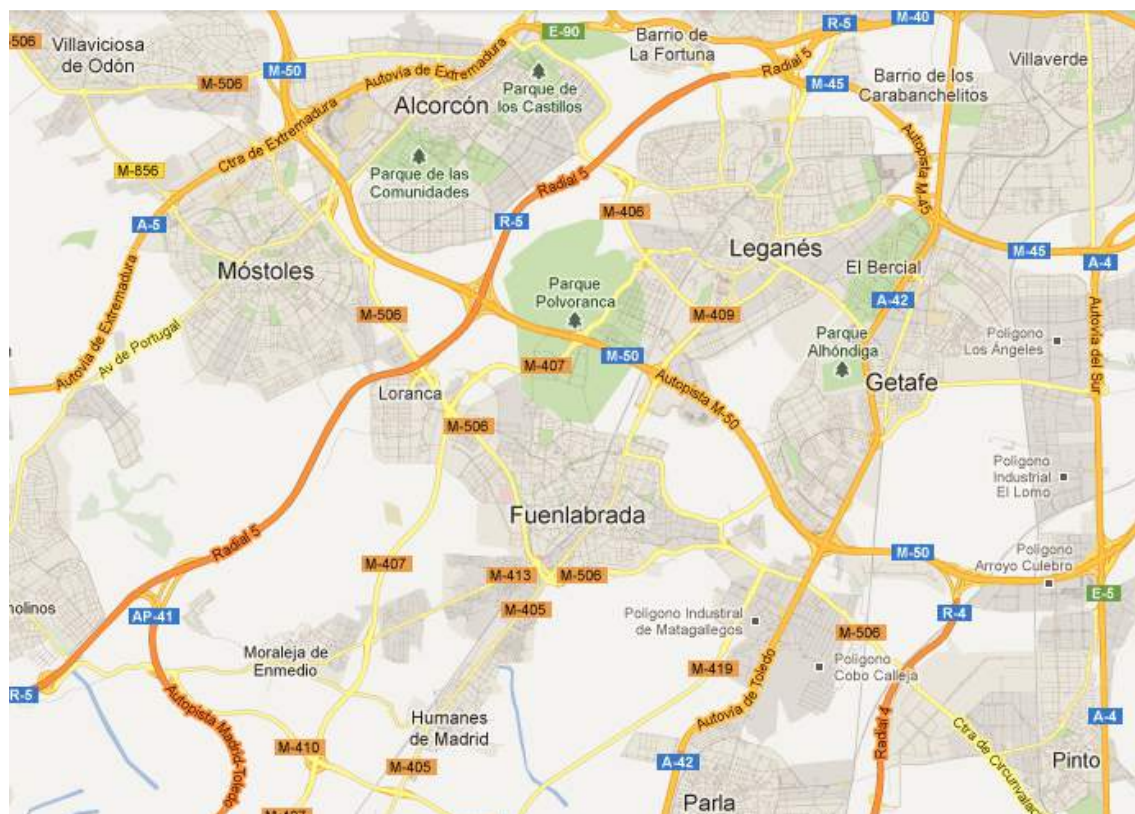 506
Villaviciosa
de Odón
M-506
M-50
E-90
Barrio de
La Fortuna
R-5
M-40
Radial 5
M-45
Villaverde
Barrio de los
Carabanchelitos
Autovía de Extremadura
Alcorcón
Parque de
los Castillos
Ctra de Extremadura
M-856
Parque de las
Comunidades
Radial 5
Autopista M-45
A-5
R-5
M-406
Leganés
M-45
A-4
Móstoles
El Bercial
Parque
Polvoranca
A-42
M-506
M-409
Autovía de Extremadura
Av de Portugal
Parque
Alhóndiga
Polígono
Los Ángeles
Autovía del Sur
M-50
M-407
Loranca
Autopista M-50
Getafe
M-506
Polígono
Industrial
El Lomo
Fuenlabrada
Radial 5
M-407
M-413
M-506
M-50
Polígono
Arroyo Culebro
E-5
molinos
AP-41
M-405
Polígono Industiral
de Matagallegos
R-4
M-506
Moraleja de
Enmedio
M-419
Polígono
Cobo Calleja
R-5
Autopista Madrid-Toledo
Humanes
de Madrid
Autovía de Toledo
Radial 4
Ctra de Circunvalac
A-4
M-410
M-405
A-42
Pinto
Parla
M-407